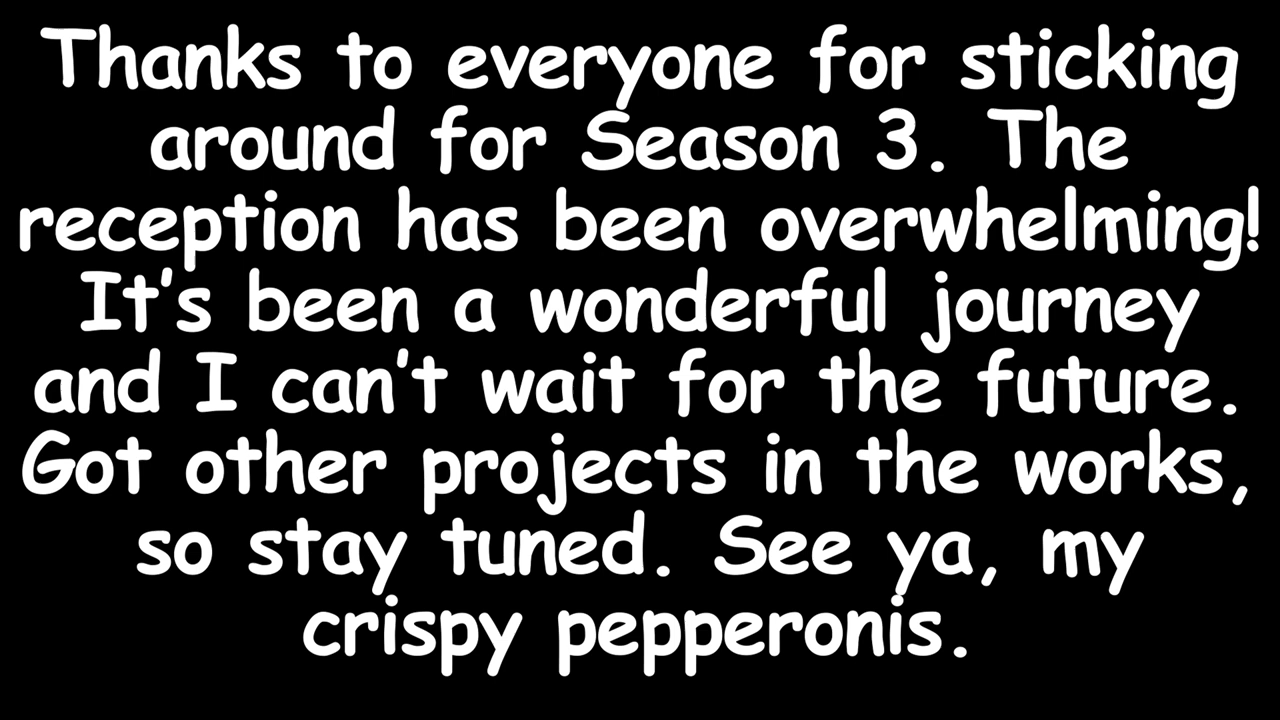 Thanks to everyone for sticking
around for Season 3. The
reception has been overwhelming!
It's been a wonderful journey
and I can't wait for the future.
Got other projects in the works,
so stay tuned. See ya, my
crispy pepperonis.